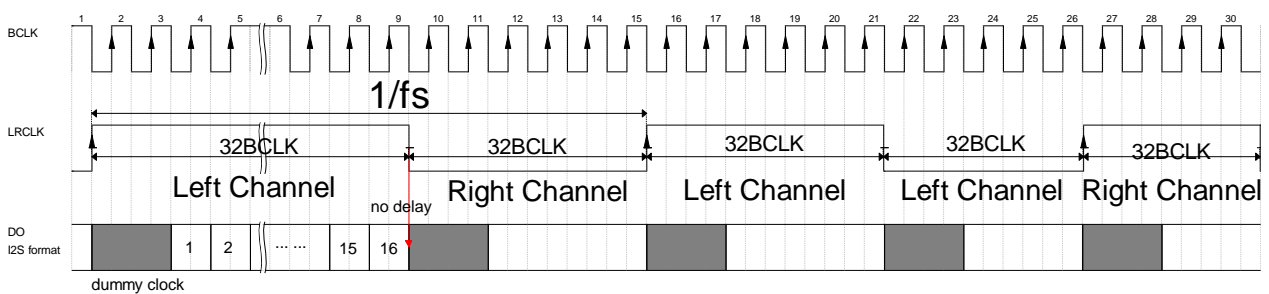 1 2 3 4 5 6 7 8 9 10 11 12 13 14 15 16 17 18 19 20 21 22 23 24 25 26 27 28 29 30
BCLK
1/fs
LRCLK
32BCLK 32BCLK 32BCLK 32BCLK 32BCLK
Left Channel Right Channel Left Channel Left Channel Right Channel
no delay
DO
I2S format
1 2 ... ... 15 16
dummy clock